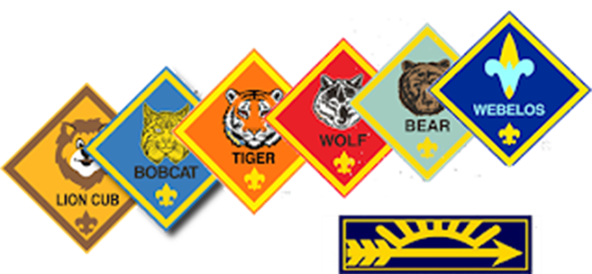 LION CUB
BOBCAT
TIGER
WOLF
BEAR
WEBELOS